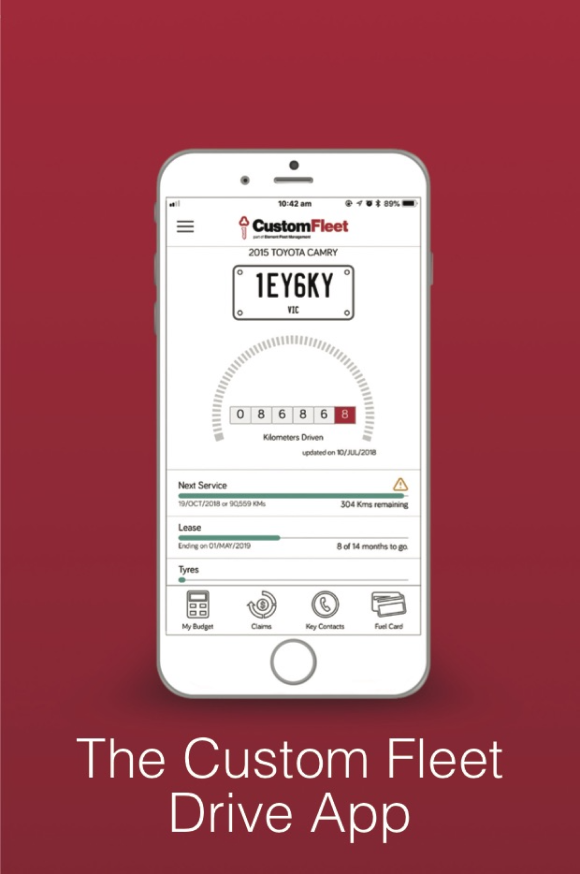 10:42 am
89%
CustomFleet
part of Element Fleet Management
2015 TOYOTA CAMRY
1EY6KY
VIC
0 8 6 8 6 8
Kilometers Driven
updated on 10/JUL/2018
Next Service
19/OCT/2018 or 90,559 KMs
304 Kms remaining
Lease
Ending on 01/MAY/2019
8 of 14 months to go
Tyres
My Budget
Claims
Key Contacts
Fuel Card
The Custom Fleet
Drive App